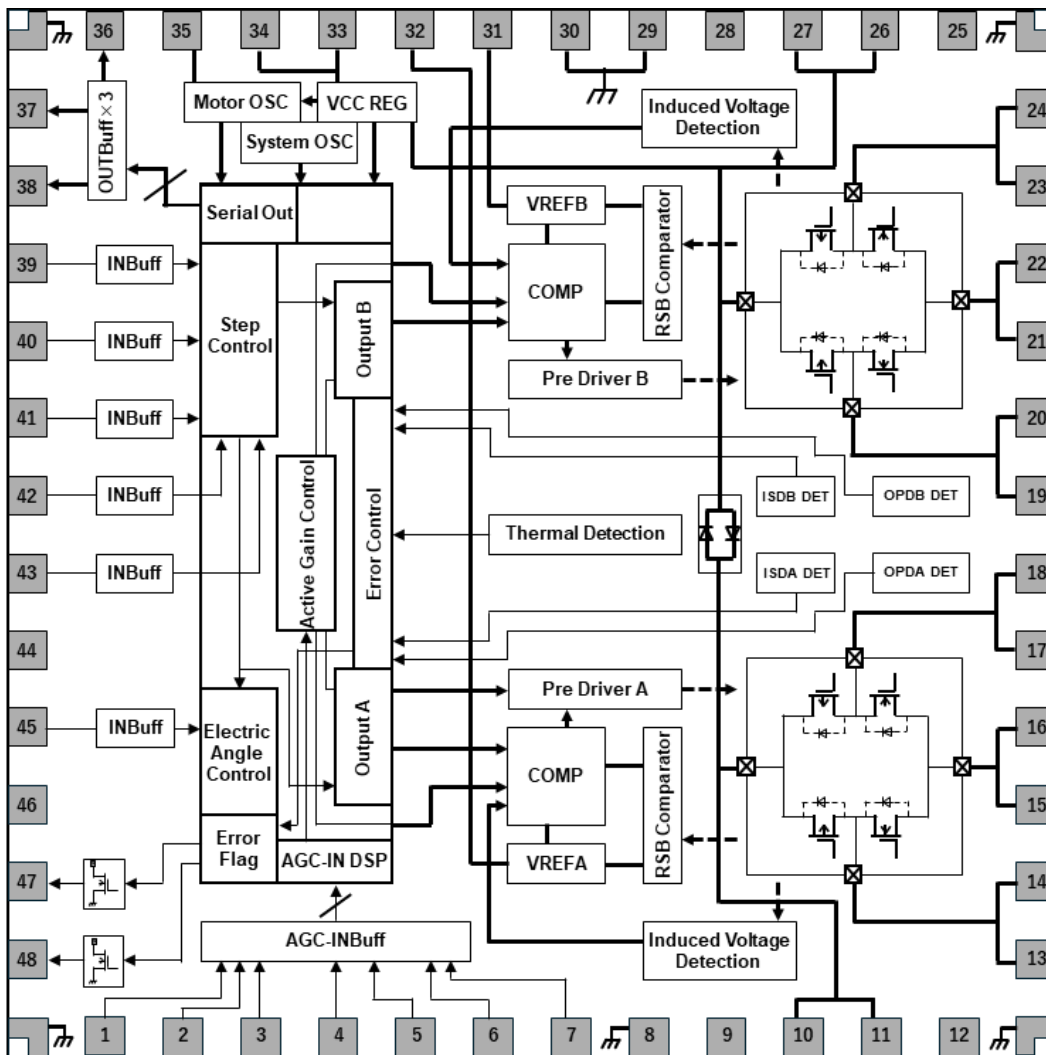 36
35
34
33
32
31
30
29
28
27
26
25
37
38
39
40
41
42
43
44
45
46
47
48
24
23
22
21
20
19
18
17
16
15
14
13
1
2
3
4
5
6
7
8
9
10
11
12
OUTBuff × 3
Motor OSC
VCC REG
System OSC
Induced Voltage
Detection
Serial Out
VREFB
RSB Comparator
COMP
Pre Driver B
INBuff
INBuff
INBuff
INBuff
INBuff
INBuff
Step
Control
Output B
Active Gain Control
Error Control
ISDB DET
OPDB DET
Thermal Detection
ISDA DET
OPDA DET
Pre Driver A
Output A
Electric
Angle
Control
COMP
RSB Comparator
VREFA
Error
Flag
AGC-IN DSP
AGC-INBuff
Induced Voltage
Detection